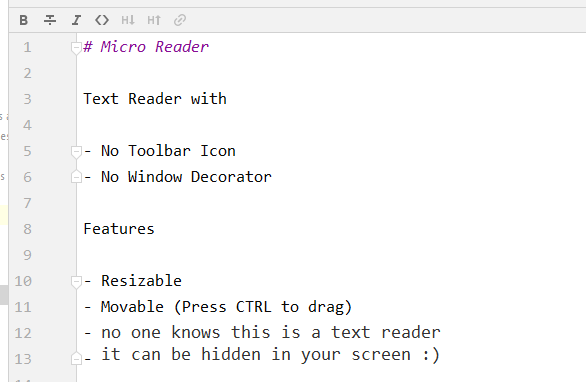 B S I <> H↓ H↑
1 # Micro Reader
2
3 Text Reader with
4
5 - No Toolbar Icon
6 - No Window Decorator
7
8 Features
9
10 - Resizable
11 - Movable (Press CTRL to drag)
12 - no one knows this is a text reader
13 - it can be hidden in your screen :)